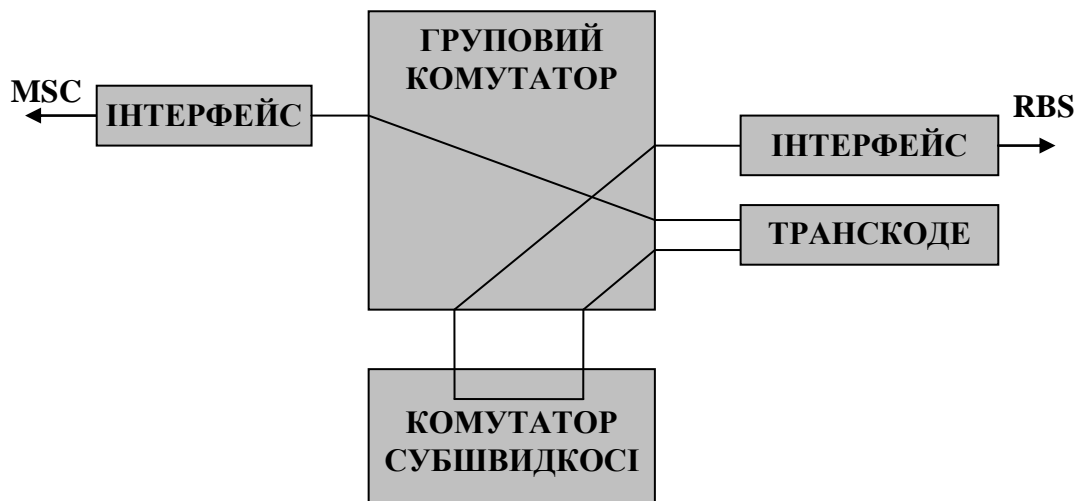 ГРУПОВИЙ
КОМУТАТОР
MSC
ІНТЕРФЕЙС
RBS
ІНТЕРФЕЙС
ТРАНСКОДЕ
КОМУТАТОР
СУБШВИДКОСІ